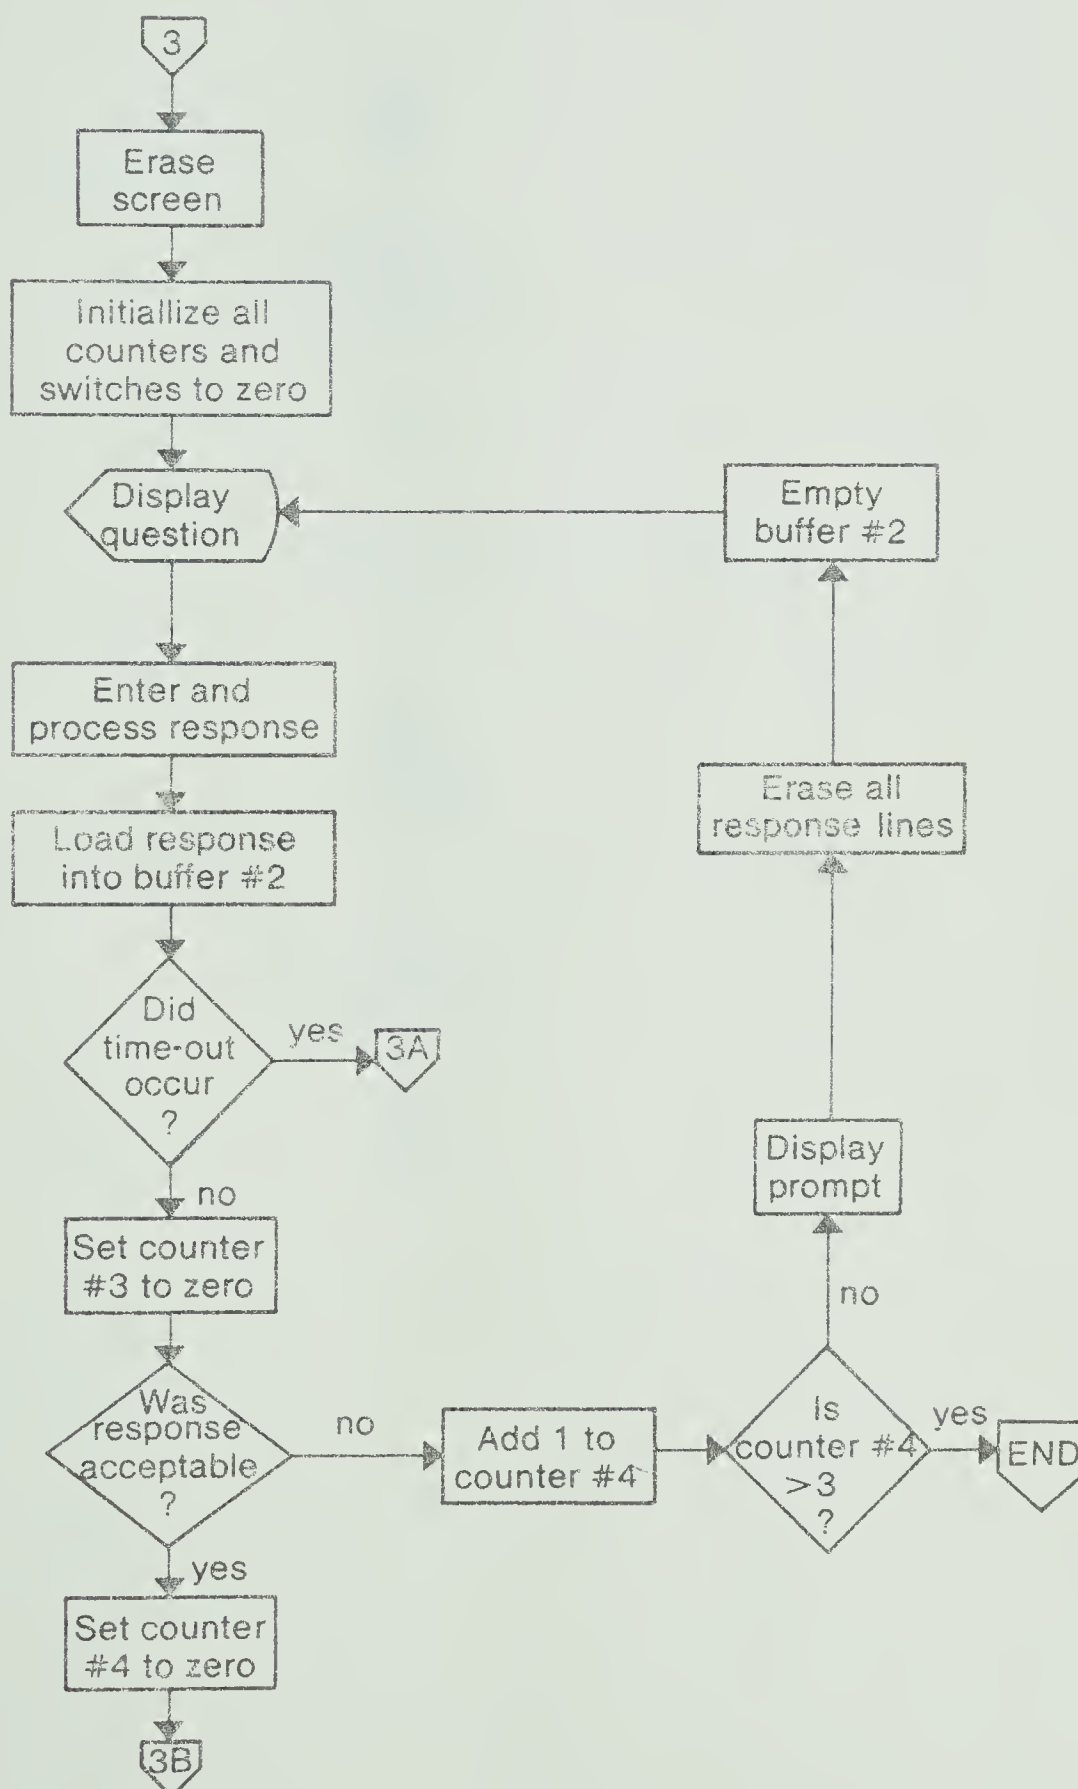 3
Erase
screen
Initiallize all
counters and
switches to zero
Display
question
Enter and
process response
Load response
into buffer #2
Did
time-out
occur
?
yes
3A
no
Set counter
#3 to zero
Was
response
acceptable
?
no
Add 1 to
counter #4
Is
counter #4
>3
?
yes
END
no
Display
prompt
Erase all
response lines
Empty
buffer #2
yes
Set counter
#4 to zero
3B